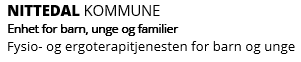 NITTEDAL KOMMUNE
Enhet for barn, unge og familier
Fysio- og ergoterapitjenesten for barn og unge